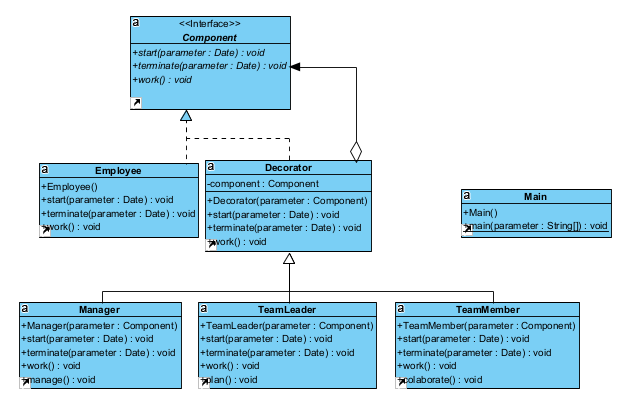 a
<<Interface>>
Component
+start(parameter : Date) : void
+terminate(parameter : Date) : void
+work() : void
a
Employee
+Employee()
+start(parameter : Date) : void
+terminate(parameter : Date) : void
+work() : void
a
Decorator
-component : Component
+Decorator(parameter : Component)
+start(parameter : Date) : void
+terminate(parameter : Date) : void
+work() : void
a
Main
+Main()
+main(parameter : String[]) : void
a
Manager
+Manager(parameter : Component)
+start(parameter : Date) : void
+terminate(parameter : Date) : void
+work() : void
+manage() : void
a
TeamLeader
+TeamLeader(parameter : Component)
+start(parameter : Date) : void
+terminate(parameter : Date) : void
+work() : void
+plan() : void
a
TeamMember
+TeamMember(parameter : Component)
+start(parameter : Date) : void
+terminate(parameter : Date) : void
+work() : void
+colaborate() : void